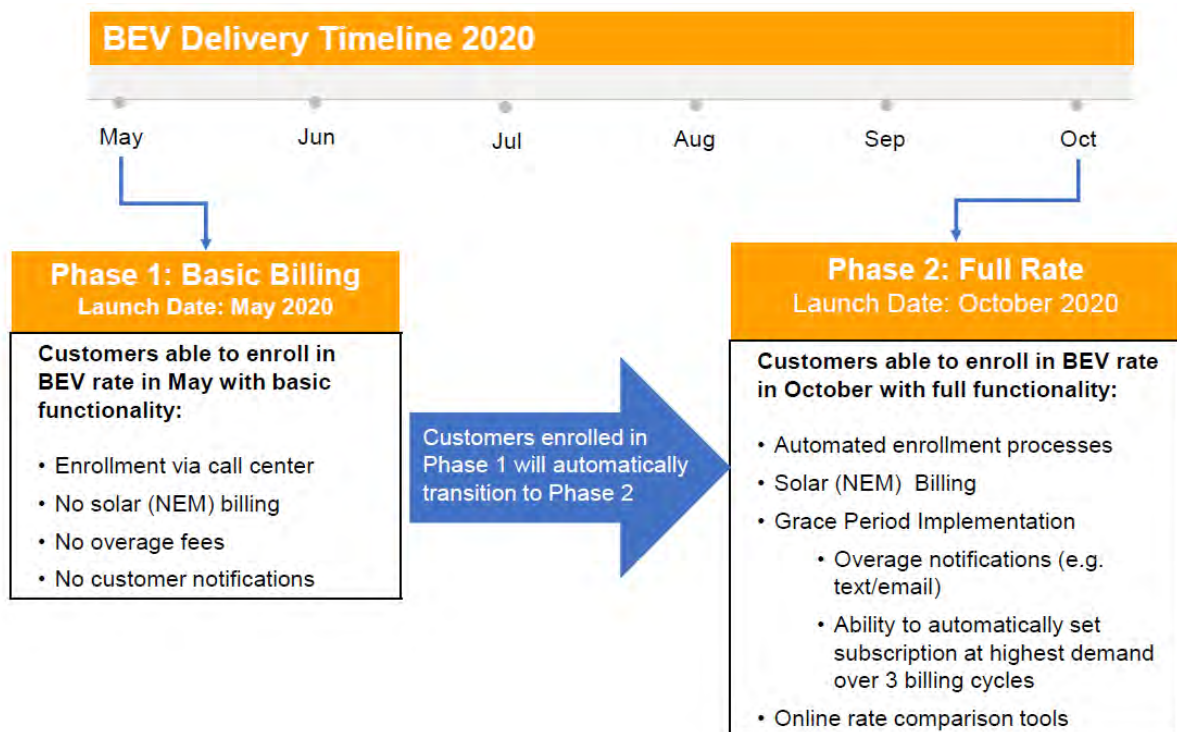 BEV Delivery Timeline 2020
May
Jun
Jul
Aug
Sep
Oct
Phase 1: Basic Billing
Launch Date: May 2020
Customers able to enroll in
BEV rate in May with basic
functionality:
• Enrollment via call center
• No solar (NEM) billing
• No overage fees
• No customer notifications
Customers enrolled in
Phase 1 will automatically
transition to Phase 2
Phase 2: Full Rate
Launch Date: October 2020
Customers able to enroll in BEV rate
in October with full functionality:
• Automated enrollment processes
• Solar (NEM) Billing
• Grace Period Implementation
• Overage notifications (e.g.
text/email)
• Ability to automatically set
subscription at highest demand
over 3 billing cycles
• Online rate comparison tools